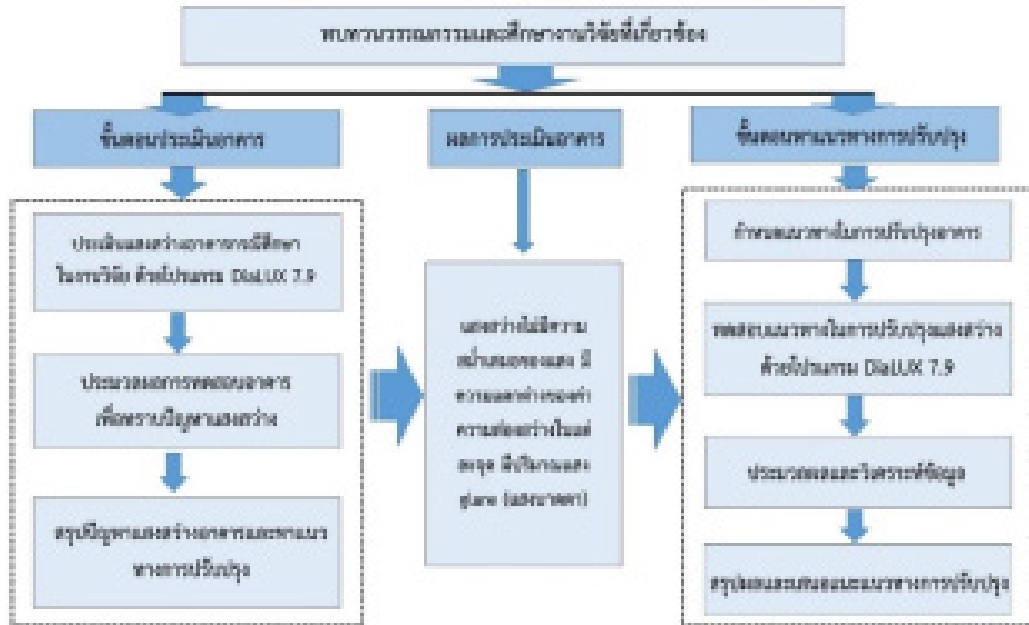 ทบทวนวรรณกรรมและศึกษางานวิจัยที่เกี่ยวข้อง
ขั้นตอนประเมินอาคาร
ประเมินแสงสว่างอาคารกรณีศึกษา
ในงานวิจัย ด้วยโปรแกรม DiaLUX 7.9
ประมวลผลการทดสอบอาคาร
เพื่อทราบปัญหาแสงสว่าง
สรุปปัญหาแสงสว่างอาคารและหาแนว
ทางการปรับปรุง
ผลการประเมินอาคาร
แสงสว่างไม่มีความ
สม่ำเสมอของแสง มี
ความแตกต่างของค่า
ความส่องสว่างในแต่
ละจุด มีปริมาณแสง
glare (แสงบาดตา)
ขั้นตอนหาแนวทางการปรับปรุง
กำหนดแนวทางในการปรับปรุงอาคาร
ทดสอบแนวทางในการปรับปรุงแสงสว่าง
ด้วยโปรแกรม DiaLUX 7.9
ประมวลผลและวิเคราะห์ข้อมูล
สรุปผลและเสนอแนะแนวทางการปรับปรุง